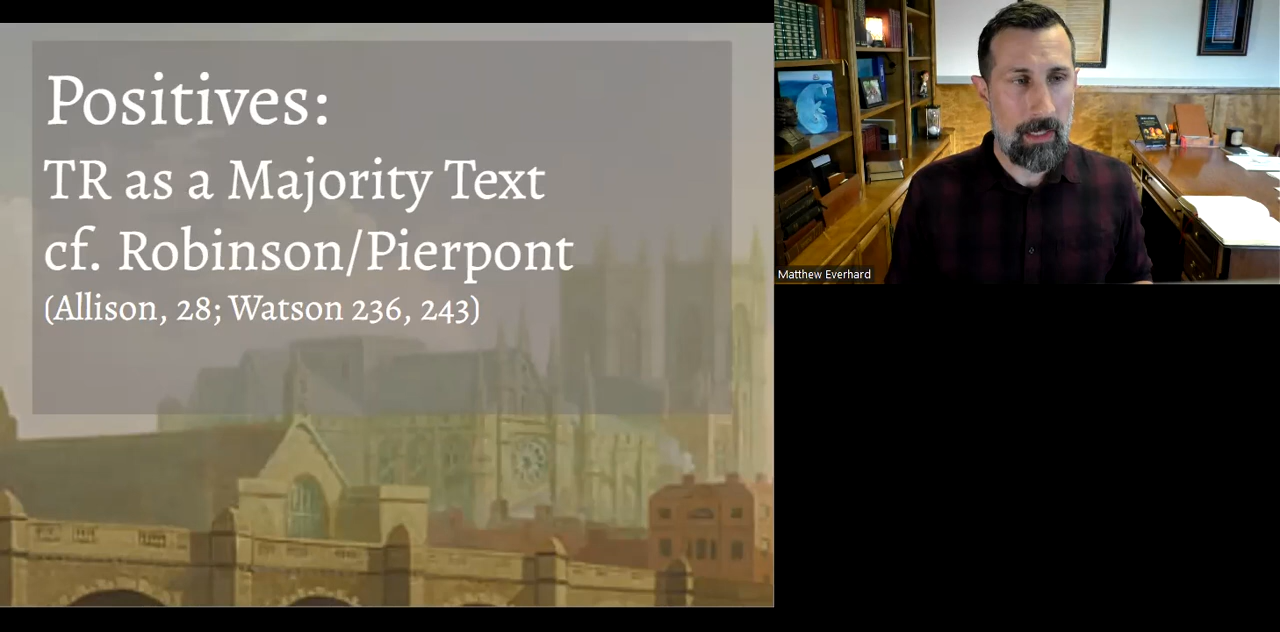 Positives:
TR as a Majority Text
cf. Robinson/Pierpont
(Allison, 28; Watson 236, 243)
Matthew Everhard